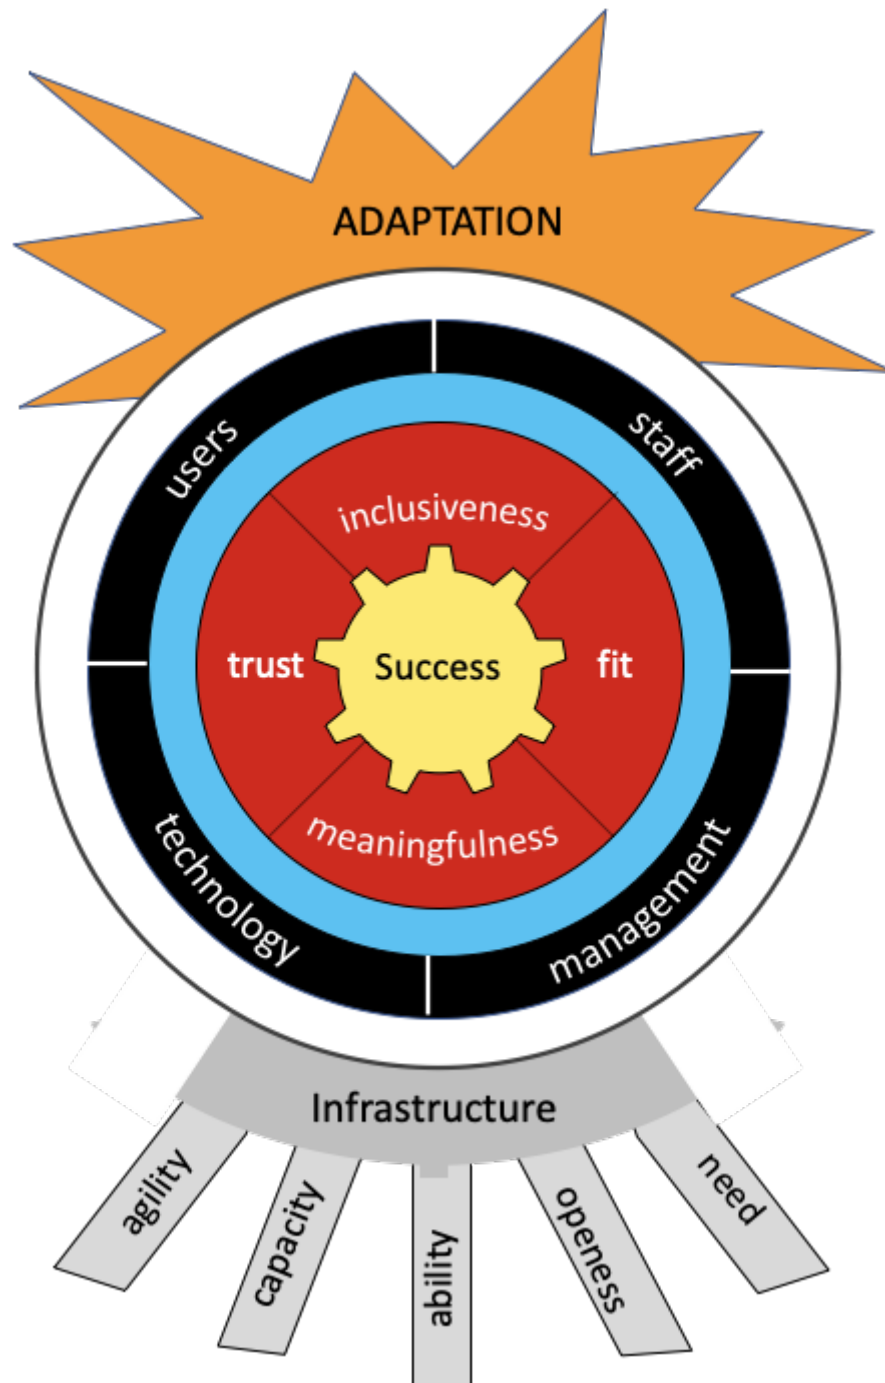 ADAPTATION
users
staff
inclusiveness
trust
Success
fit
meaningfulness
technology
management
Infrastructure
agility
capacity
ability
openess
need